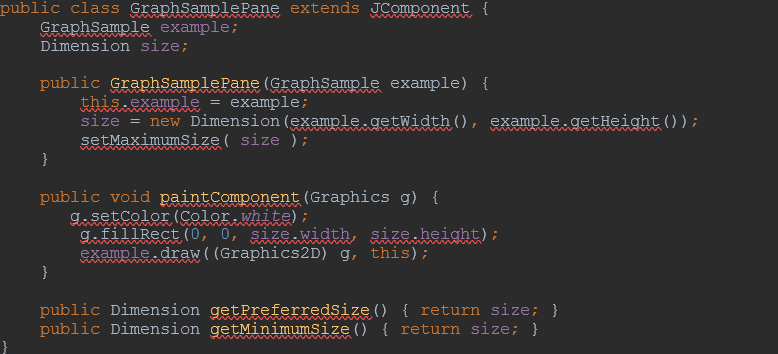 public class GraphSamplePane extends JComponent {
    GraphSample example;
    Dimension size;

    public GraphSamplePane(GraphSample example) {
        this.example = example;
        size = new Dimension(example.getWidth(), example.getHeight());
        setMaximumSize( size );
    }

    public void paintComponent(Graphics g) {
       g.setColor(Color.white);
        g.fillRect(0, 0, size.width, size.height);
        example.draw((Graphics2D) g, this);
    }

    public Dimension getPreferredSize() { return size; }
    public Dimension getMinimumSize() { return size; }
}